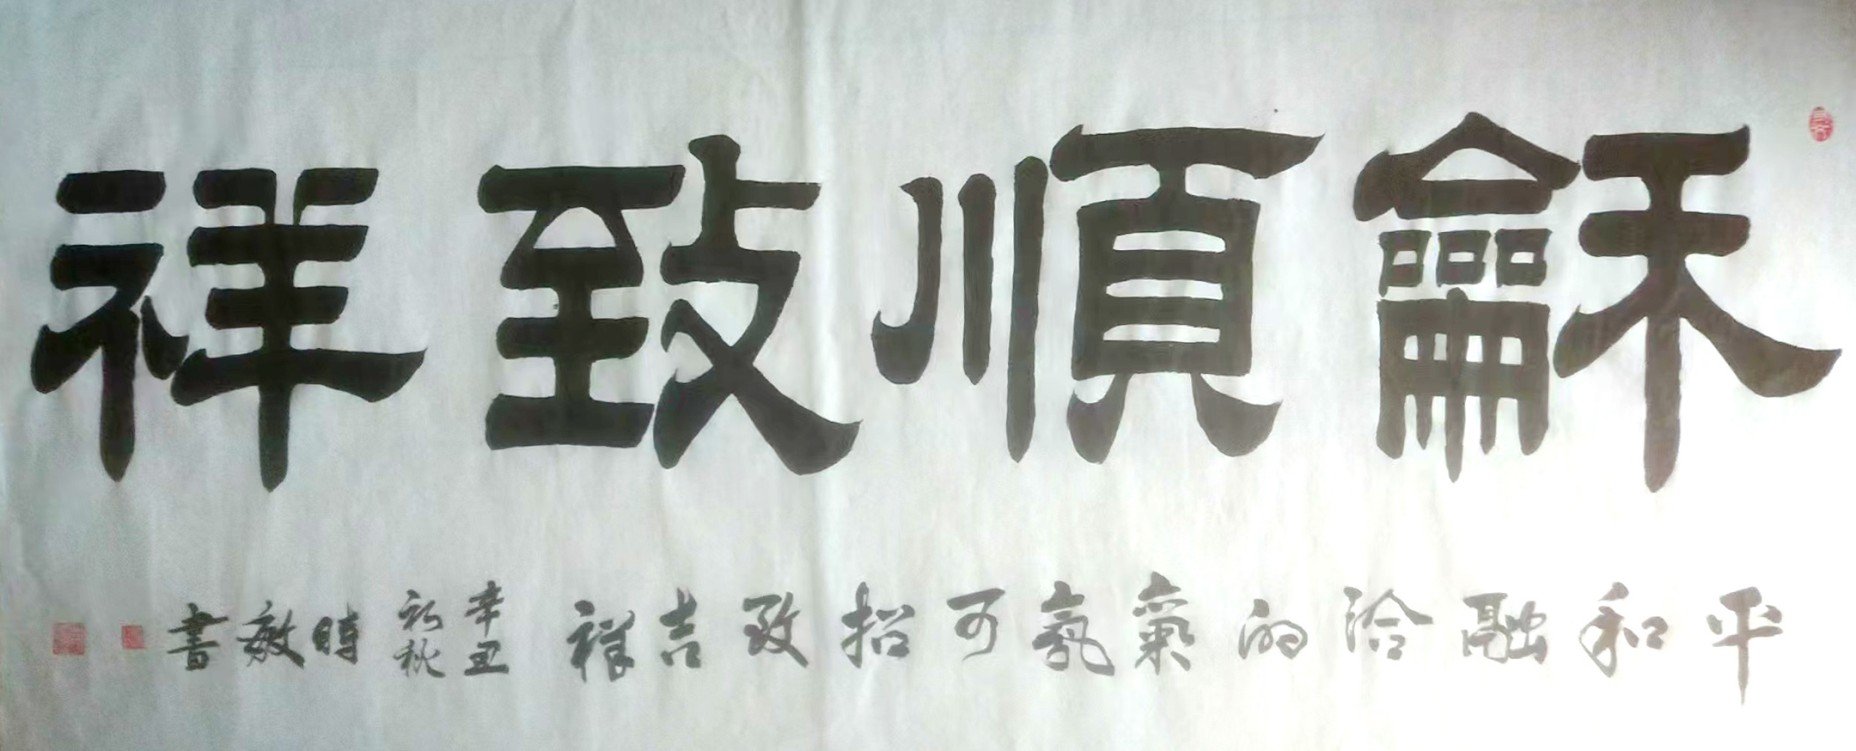 龢順致祥
平和融洽的氣氛可招致吉祥
辛丑
初秋
時敏書